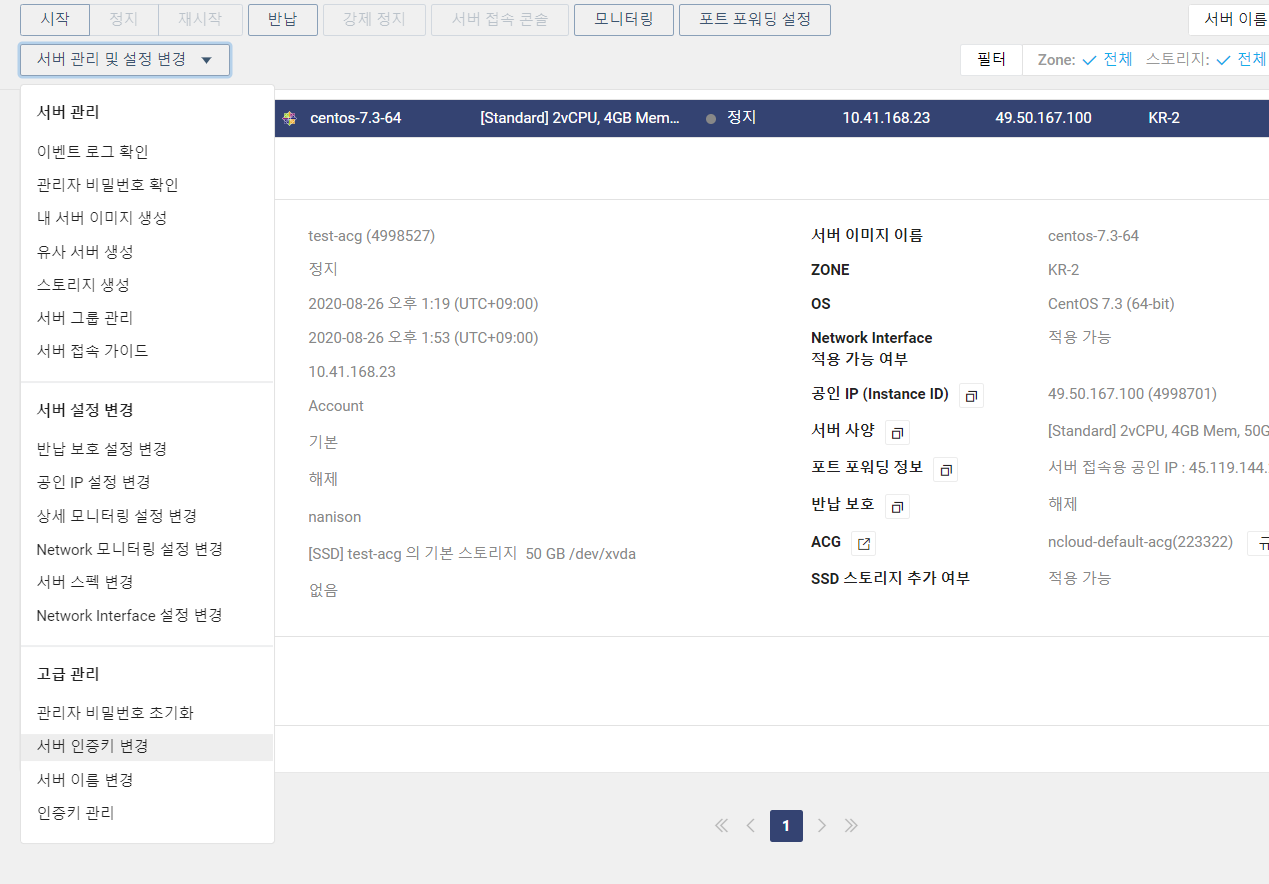 시작 정지 재시작 반납 강제 정지 서버 접속 콘솔 모니터링 포트 포워딩 설정 서버 이름
서버 관리 및 설정 변경 필터 Zone: 전체 스토리지: 전체
centos-7.3-64 [Standard] 2vCPU, 4GB Mem... 정지 10.41.168.23 49.50.167.100 KR-2
서버 관리
이벤트 로그 확인
관리자 비밀번호 확인
내 서버 이미지 생성
유사 서버 생성
스토리지 생성
서버 그룹 관리
서버 접속 가이드
서버 설정 변경
반납 보호 설정 변경
공인 IP 설정 변경
상세 모니터링 설정 변경
Network 모니터링 설정 변경
서버 스펙 변경
Network Interface 설정 변경
고급 관리
관리자 비밀번호 초기화
서버 인증키 변경
서버 이름 변경
인증키 관리
test-acg (4998527)
정지
2020-08-26 오후 1:19 (UTC+09:00)
2020-08-26 오후 1:53 (UTC+09:00)
10.41.168.23
Account
기본
해제
nanison
[SSD] test-acg 의 기본 스토리지 50 GB /dev/xvda
없음
서버 이미지 이름 centos-7.3-64
ZONE KR-2
OS CentOS 7.3 (64-bit)
Network Interface 적용 가능
적용 가능 여부
공인 IP (Instance ID) 49.50.167.100 (4998701)
서버 사양 [Standard] 2vCPU, 4GB Mem, 50G
포트 포워딩 정보 서버 접속용 공인 IP : 45.119.144.
반납 보호 해제
ACG ncloud-default-acg(223322) 규
SSD 스토리지 추가 여부 적용 가능
1